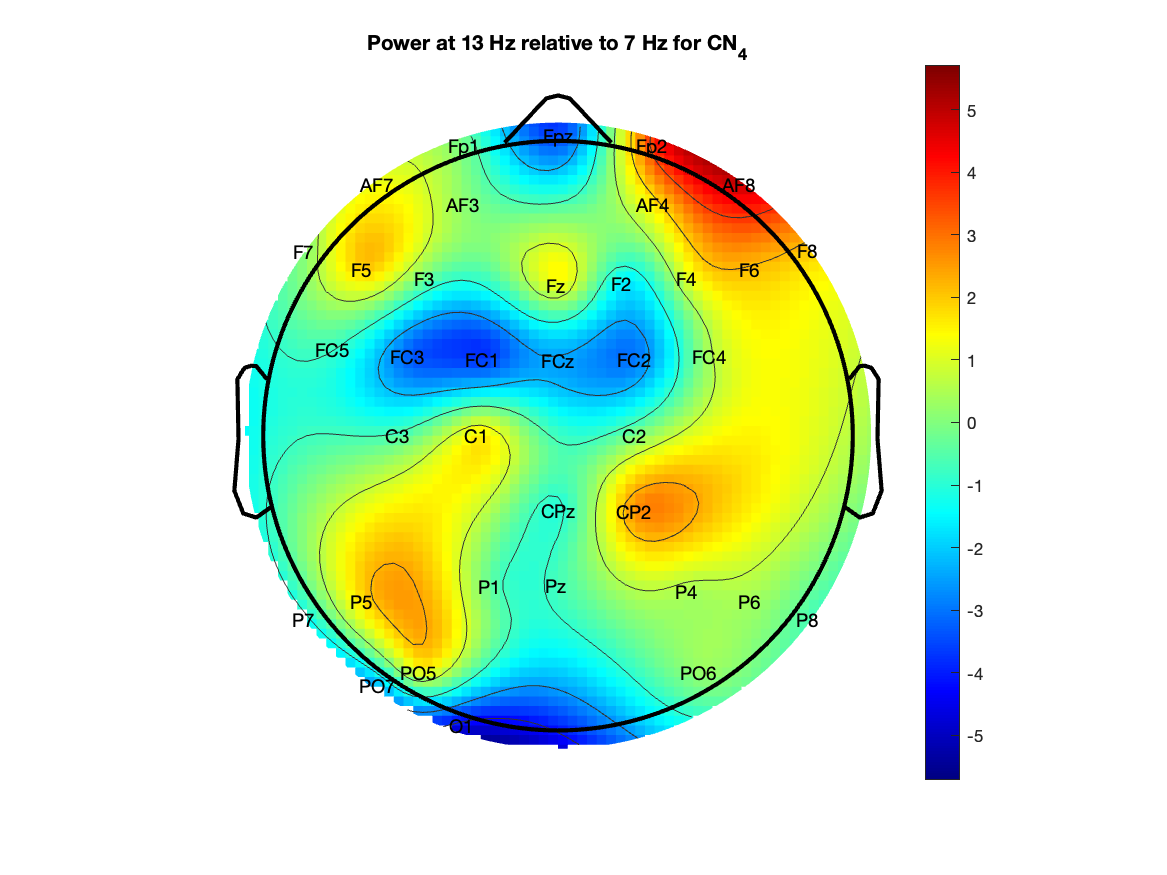 Power at 13 Hz relative to 7 Hz for CN4
Fpz
Fp1 Fp2
AF7 AF8
AF3 AF4
F7 F8
F5 F6
F3 Fz F2 F4
FC5 FC3 FC1 FCz FC2 FC4
C3 C1 C2
CPz CP2
P1 Pz
P5 P4 P6
P7 P8
PO5 PO6
PO7
O1
5
4
3
2
1
0
-1
-2
-3
-4
-5